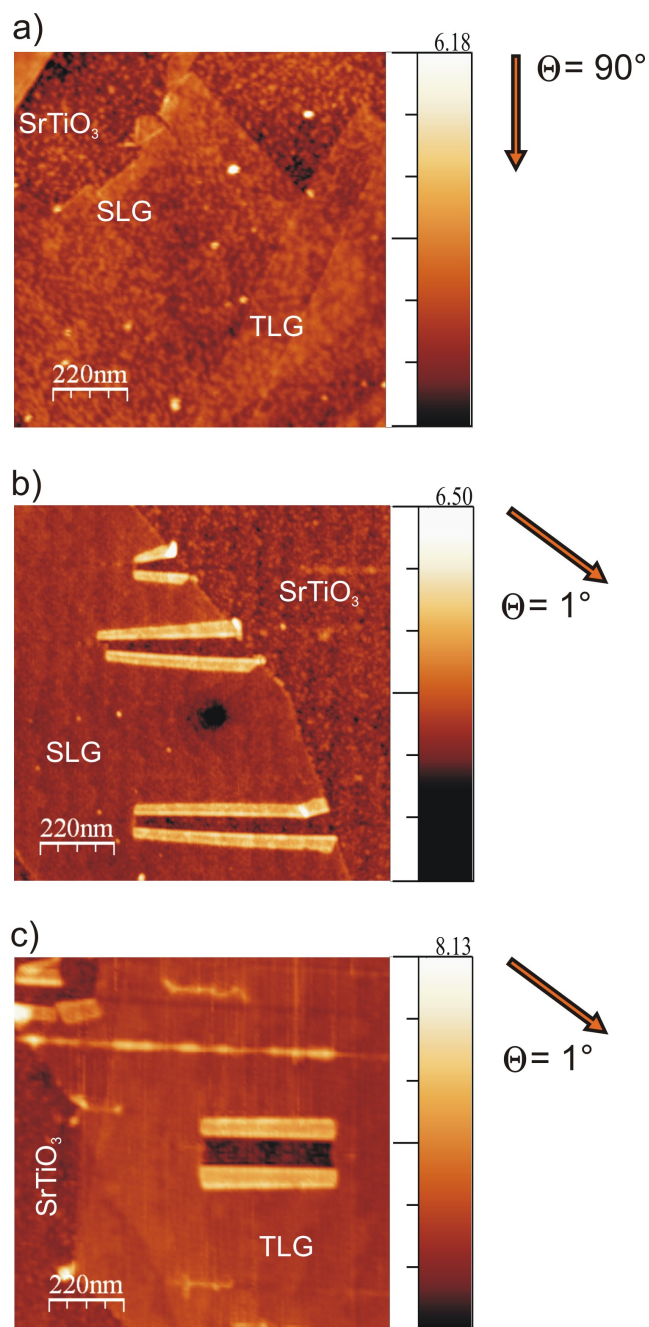 a)
6.18
Θ = 90°
SrTiO₃
SLG
TLG
220nm
b)
6.50
SrTiO₃
Θ = 1°
SLG
220nm
c)
8.13
Θ = 1°
SrTiO₃
TLG
220nm